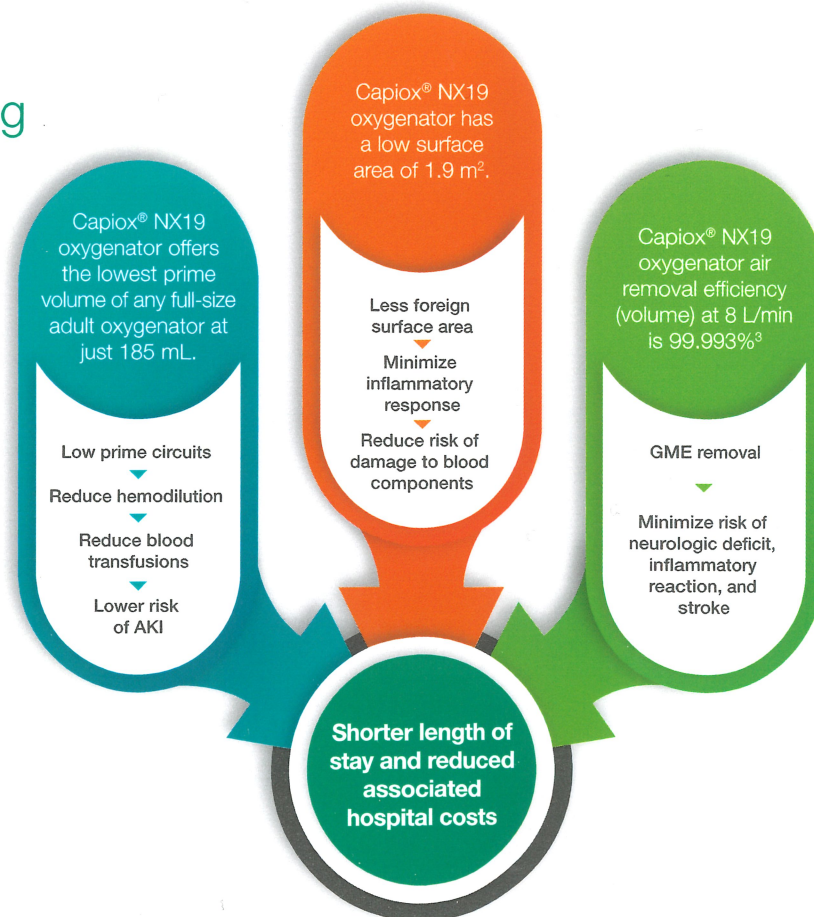 g
Capiox® NX19
oxygenator offers
the lowest prime
volume of any full-size
adult oxygenator at
just 185 mL.
Low prime circuits
Reduce hemodilution
Reduce blood
transfusions
Lower risk
of AKI
Capiox® NX19
oxygenator has
a low surface
area of 1.9 m².
Less foreign
surface area
Minimize
inflammatory
response
Reduce risk of
damage to blood
components
Capiox® NX19
oxygenator air
removal efficiency
(volume) at 8 L/min
is 99.993%³
GME removal
Minimize risk of
neurologic deficit,
inflammatory
reaction, and
stroke
Shorter length of
stay and reduced
associated
hospital costs